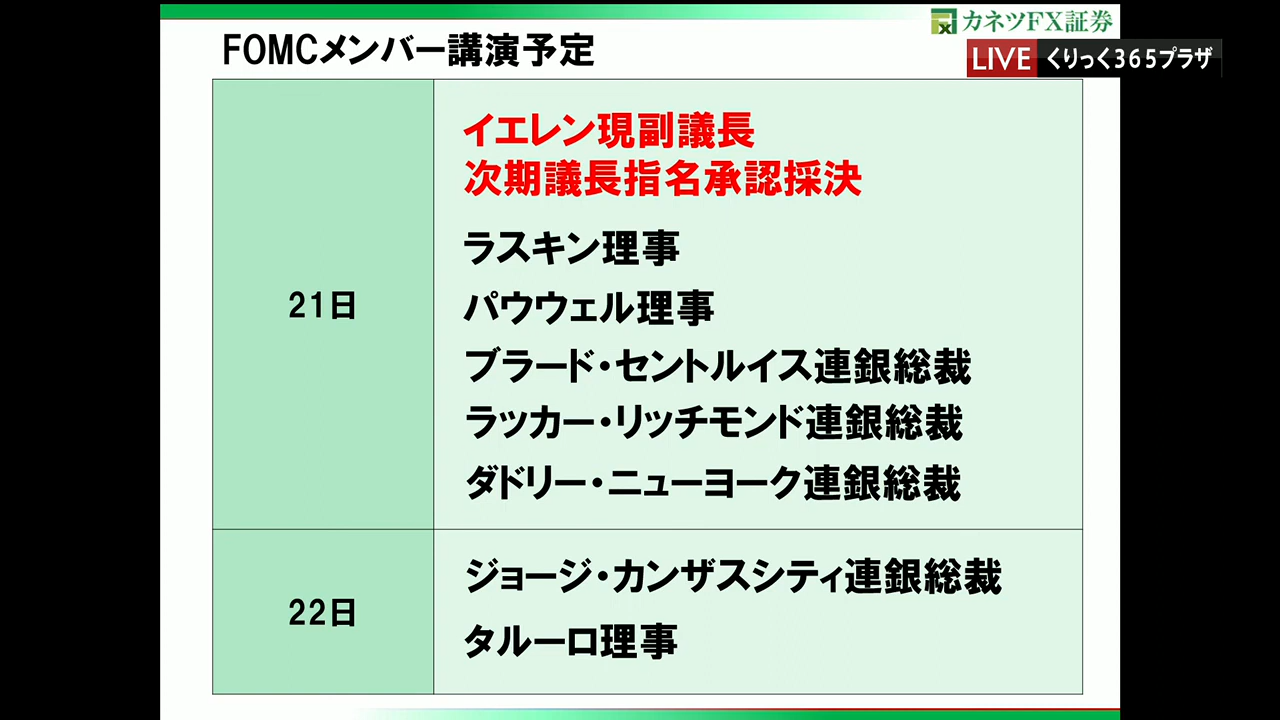 カネツFX証券
FOMCメンバー講演予定
LIVE くりっく365プラザ
イエレン現副議長
次期議長指名承認採決
ラスキン理事
21日
パウウェル理事
ブラード・セントルイス連銀総裁
ラッカー・リッチモンド連銀総裁
ダドリー・ニューヨーク連銀総裁
ジョージ・カンザスシティ連銀総裁
22日
タルーロ理事